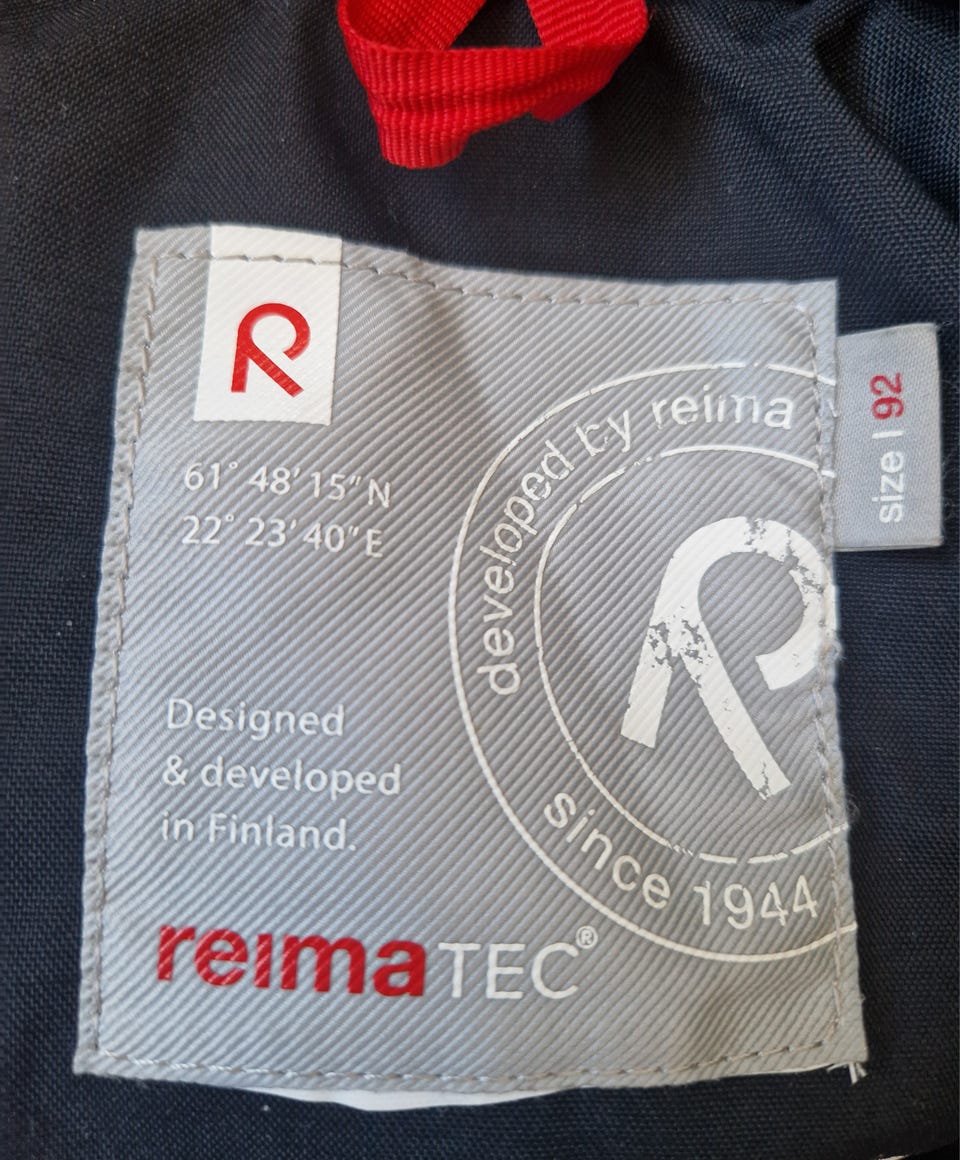 61° 48' 15" N
22° 23' 40" E
Designed
& developed
in Finland.
reimaTEC®
developed by reima
since 1944
size | 92